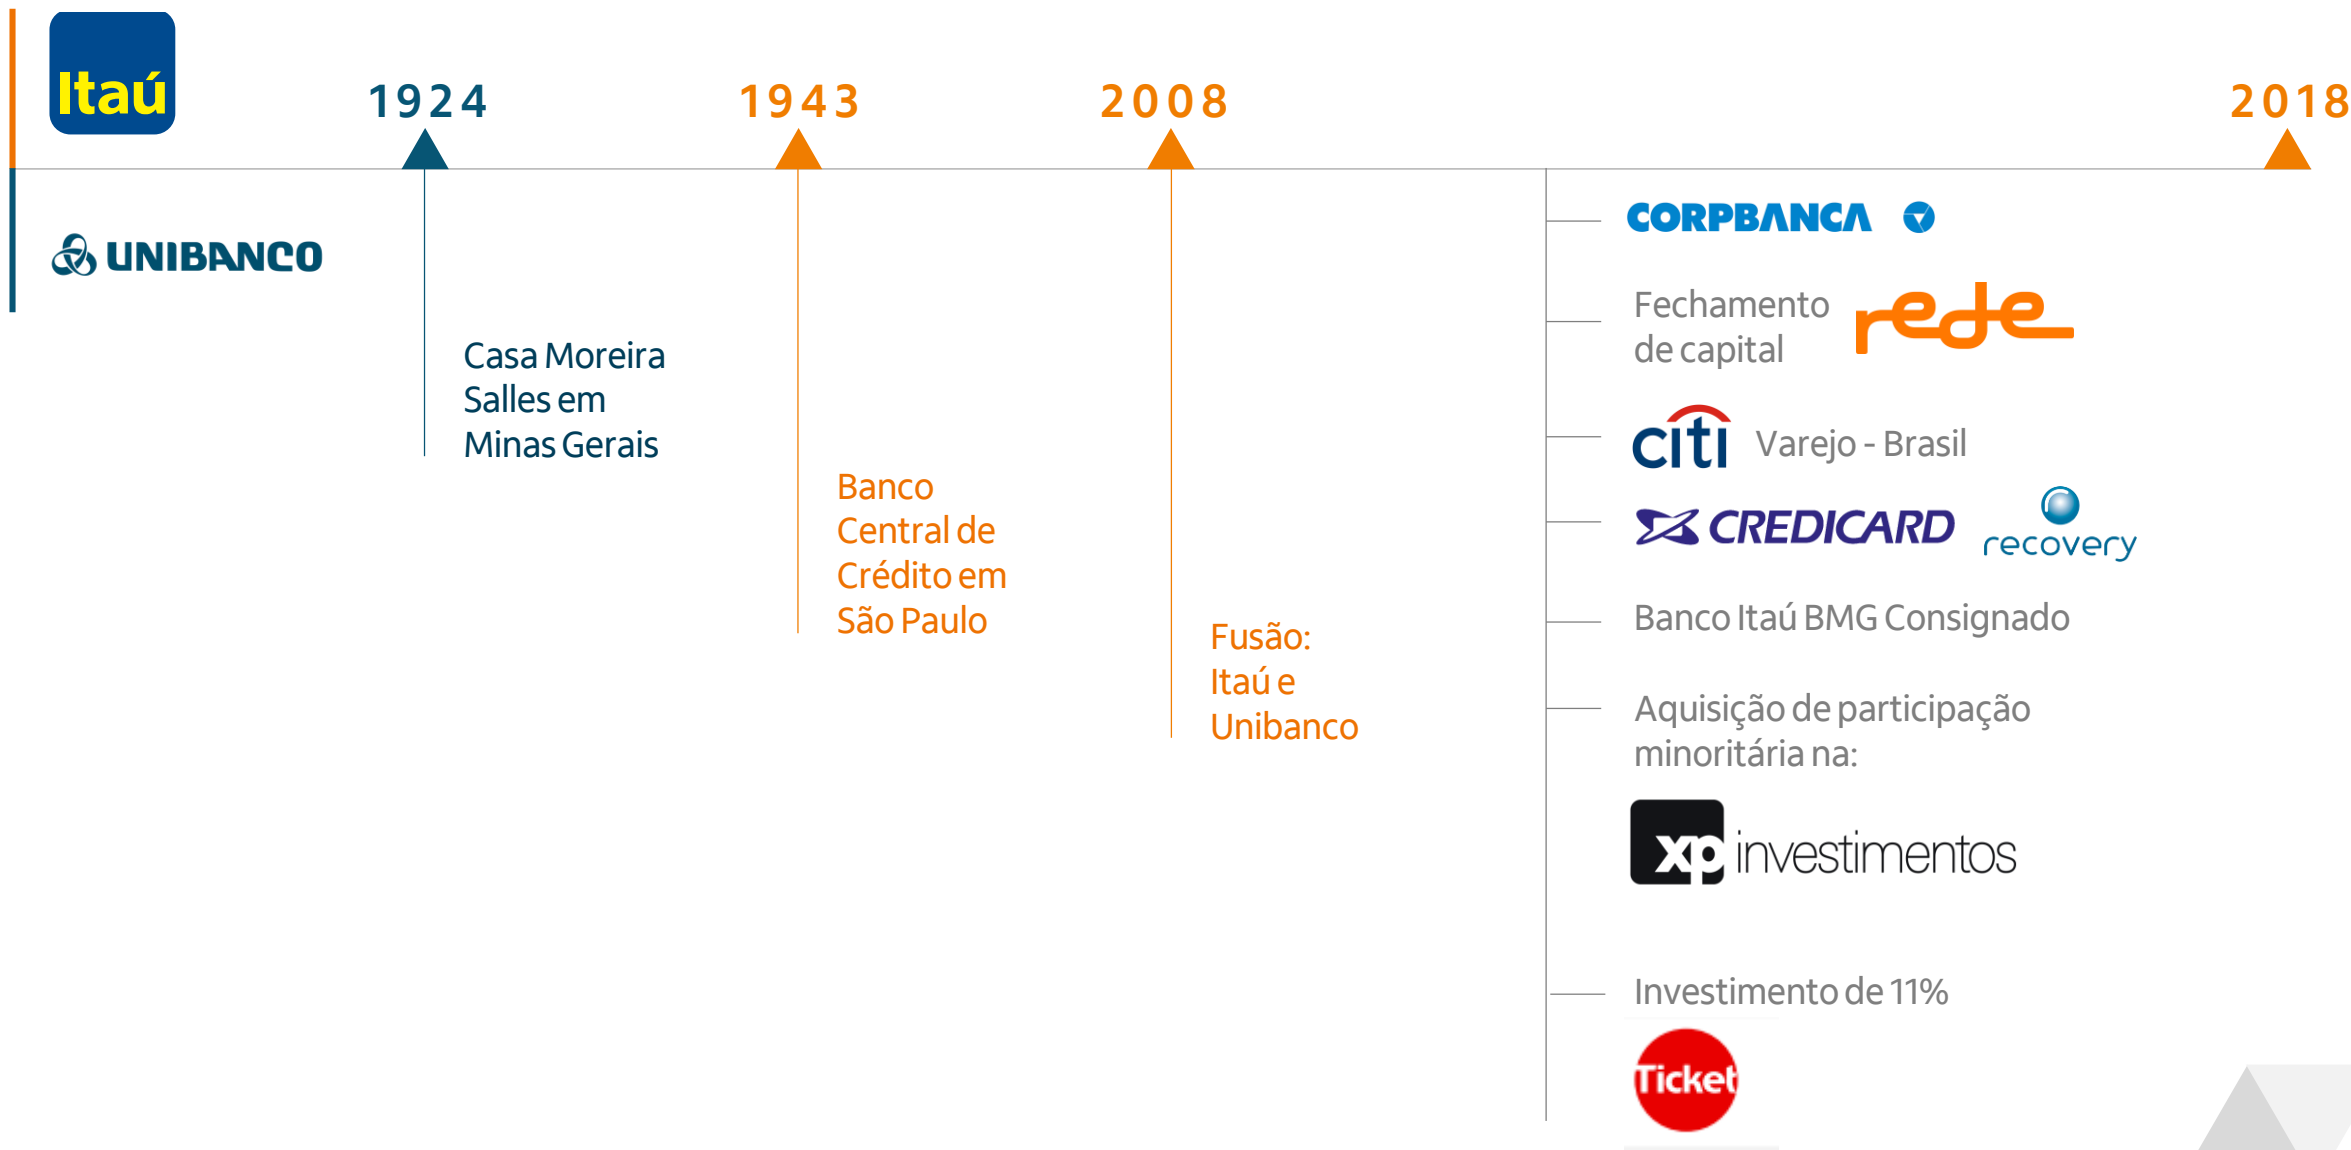 Itaú
1924
1943
2008
2018
UNIBANCO
Casa Moreira
Salles em
Minas Gerais
Banco
Central de
Crédito em
São Paulo
Fusão:
Itaú e
Unibanco
CORPBANCA
Fechamento
de capital
rede
citi Varejo - Brasil
CREDICARD
recovery
Banco Itaú BMG Consignado
Aquisição de participação
minoritária na:
xp investimentos
Investimento de 11%
Ticket